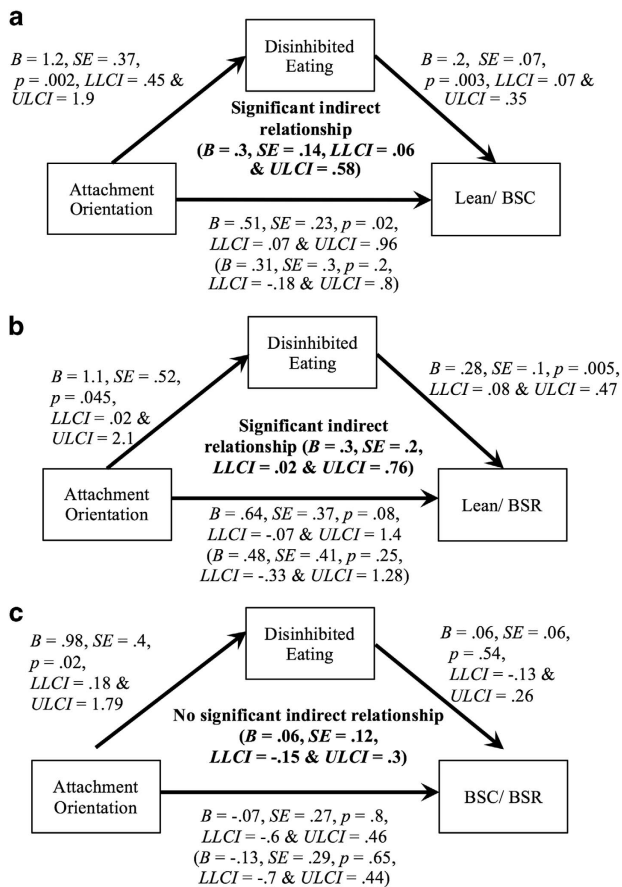 a
B = 1.2, SE = .37,
p = .002, LLCI = .45 &
ULCI = 1.9
Disinhibited
Eating
B = .2, SE = .07,
p = .003, LLCI = .07 &
ULCI = .35
Significant indirect
relationship
(B = .3, SE = .14, LLCI = .06
& ULCI = .58)
Attachment
Orientation
Lean/ BSC
B = .51, SE = .23, p = .02,
LLCI = .07 & ULCI = .96
(B = .31, SE = .3, p = .2,
LLCI = -.18 & ULCI = .8)
b
B = 1.1, SE = .52,
p = .045,
LLCI = .02 &
ULCI = 2.1
Disinhibited
Eating
B = .28, SE = .1, p = .005,
LLCI = .08 & ULCI = .47
Significant indirect
relationship (B = .3, SE = .2,
LLCI = .02 & ULCI = .76)
Attachment
Orientation
Lean/ BSR
B = .64, SE = .37, p = .08,
LLCI = -.07 & ULCI = 1.4
(B = .48, SE = .41, p = .25,
LLCI = -.33 & ULCI = 1.28)
c
B = .98, SE = .4,
p = .02,
LLCI = .18 &
ULCI = 1.79
Disinhibited
Eating
B = .06, SE = .06,
p = .54,
LLCI = -.13 &
ULCI = .26
No significant indirect relationship
(B = .06, SE = .12,
LLCI = -.15 & ULCI = .3)
Attachment
Orientation
BSC/ BSR
B = -.07, SE = .27, p = .8,
LLCI = -.6 & ULCI = .46
(B = -.13, SE = .29, p = .65,
LLCI = -.7 & ULCI = .44)